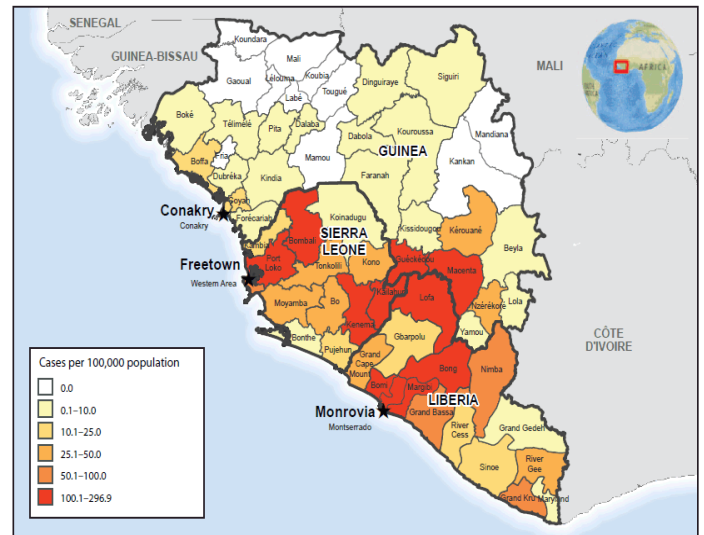 SENEGAL
GUINEA-BISSAU
MALI
CÔTE
D'IVOIRE
AFRICA
Koundara
Mali
Gaoual
Lélouma
Koubia
Labé
Tougué
Dinguiraye
Siguiri
Boké
Télimélé
Pita
Dalaba
Dabola
Kouroussa
Mandiana
GUINEA
Boffa
Fria
Mamou
Kankan
Dubréka
Kindia
Faranah
Coyah
Conakry
Conakry
Forécariah
Koinadugu
Kissidougou
Kérouané
Beyla
Kambia
Bombali
SIERRA
LEONE
Guéckédou
Macenta
Freetown
Western Area
Port
Loko
Tonkolili
Kono
Kailahun
Lofa
Nzérékoré
Lola
Moyamba
Bo
Kenema
Yamou
Bonthe
Pujehun
Gbarpolu
Grand
Cape
Mount
Bong
Nimba
Bomi
Margibi
LIBERIA
Monrovia
Montserrado
Grand Bassa
River
Cess
Grand Gedeh
Sinoe
River
Gee
Grand Kru
Maryland
Cases per 100,000 population
0.0
0.1–10.0
10.1–25.0
25.1–50.0
50.1–100.0
100.1–296.9